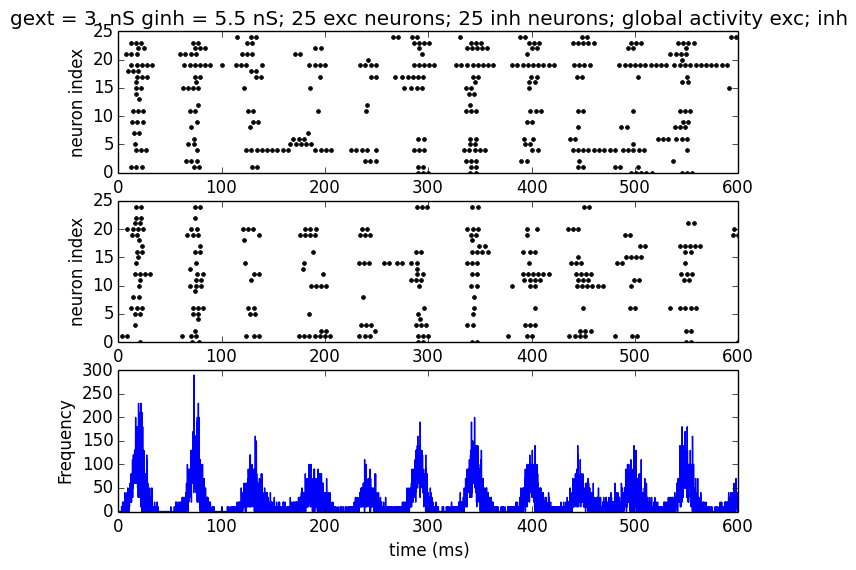 gext = 3. nS ginh = 5.5 nS; 25 exc neurons; 25 inh neurons; global activity exc; inh
25
20
15
10
5
0
neuron index
0 100 200 300 400 500 600
25
20
15
10
5
0
neuron index
0 100 200 300 400 500 600
300
250
200
150
100
50
0
Frequency
0 100 200 300 400 500 600
time (ms)